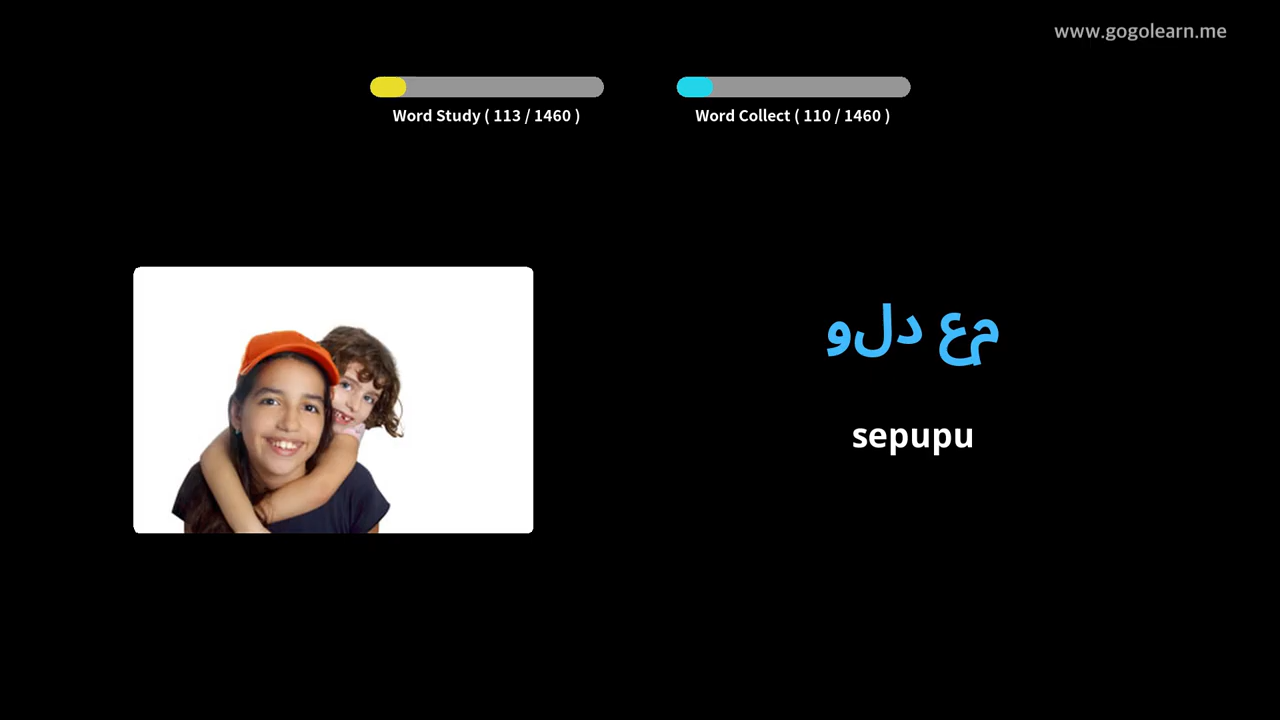 www.gogolearn.me
Word Study ( 113 / 1460 )
Word Collect ( 110 / 1460 )
ولد عم
sepupu